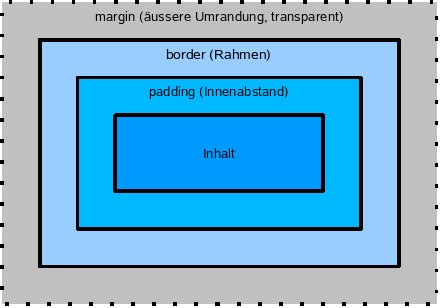 margin (äussere Umrandung, transparent)
border (Rahmen)
padding (Innenabstand)
Inhalt